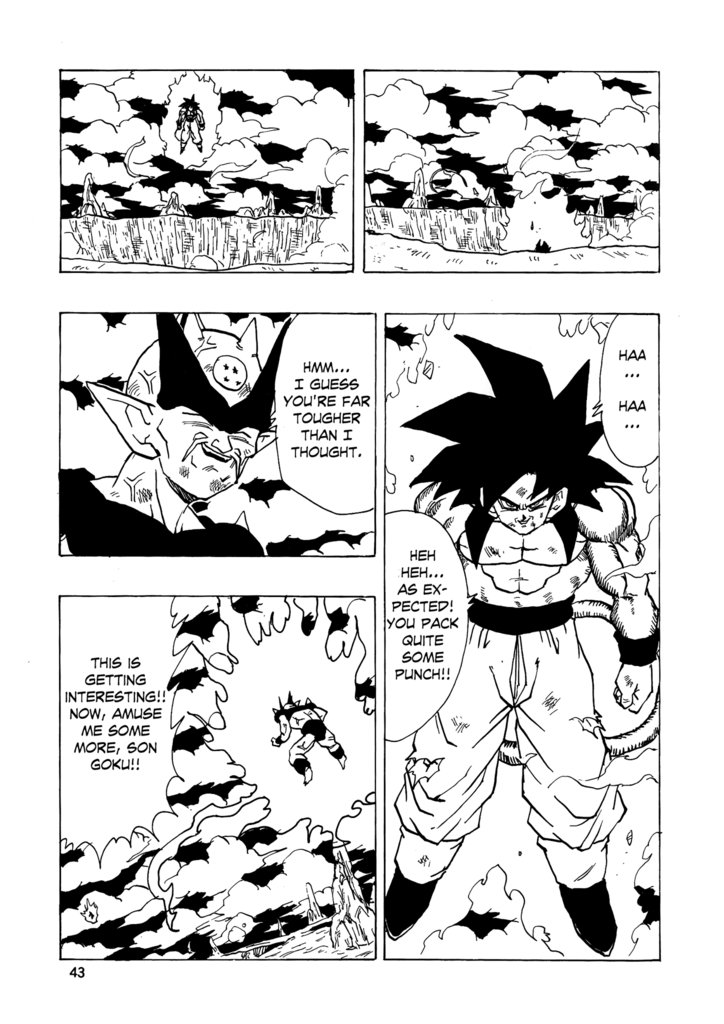 HMM...
I GUESS
YOU'RE FAR
TOUGHER
THAN I
THOUGHT.
HAA
...
HAA
...
HEH
HEH...
AS EX-
PECTED!
YOU PACK
QUITE
SOME
PUNCH!!
THIS IS
GETTING
INTERESTING!!
NOW, AMUSE
ME SOME
MORE, SON
GOKU!!
43